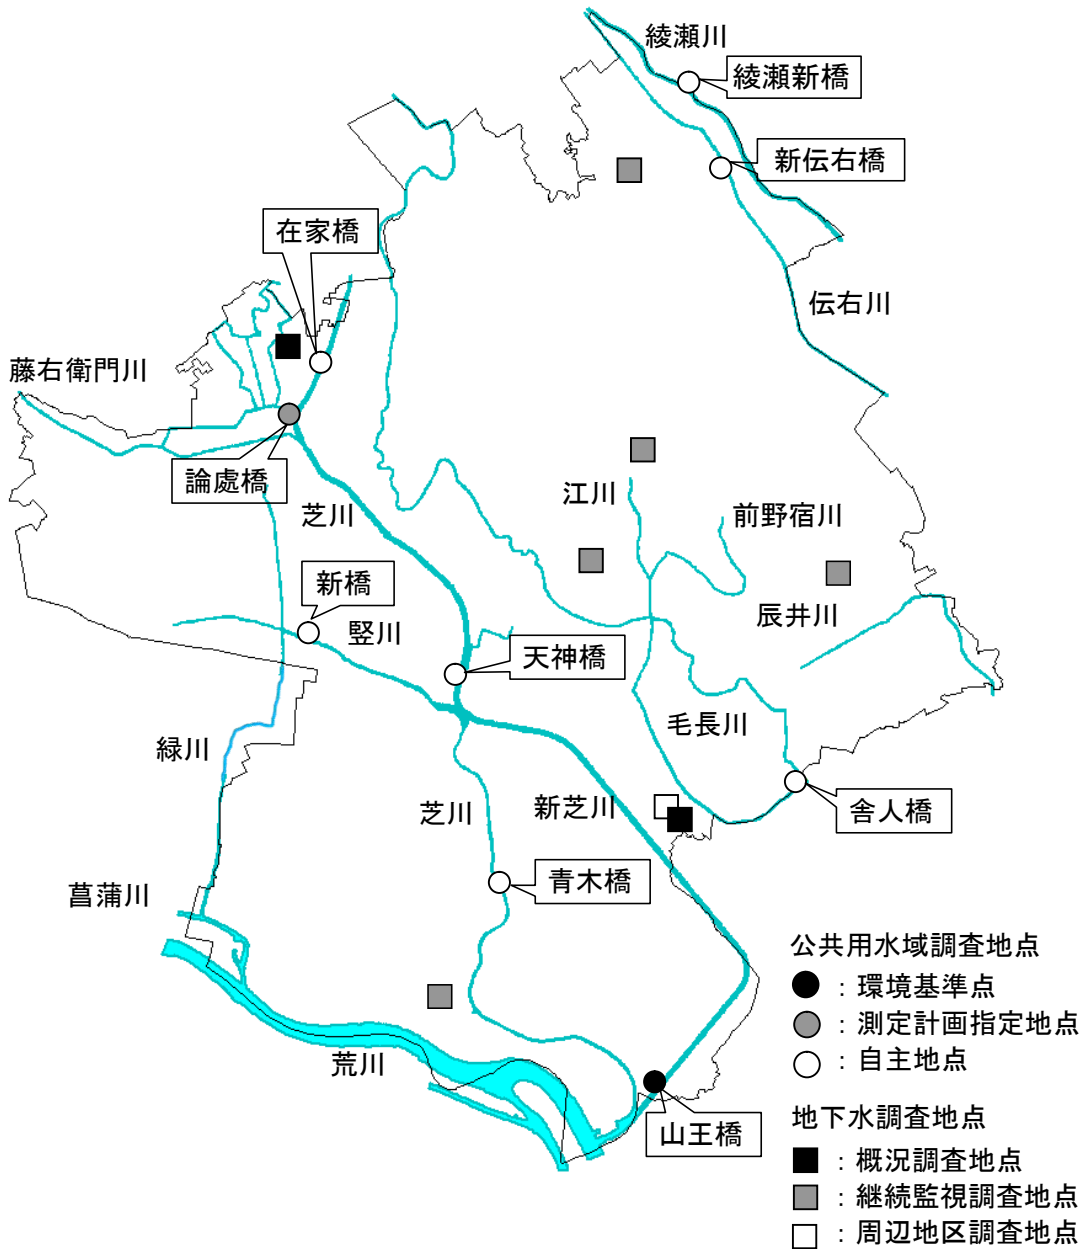 綾瀬川
綾瀬新橋
新伝右橋
在家橋
伝右川
藤右衛門川
論處橋
芝川
江川
前野宿川
新橋
竪川
辰井川
天神橋
毛長川
緑川
芝川
新芝川
舎人橋
青木橋
菖蒲川
荒川
山王橋
公共用水域調査地点
：環境基準点
：測定計画指定地点
：自主地点
地下水調査地点
：概況調査地点
：継続監視調査地点
：周辺地区調査地点